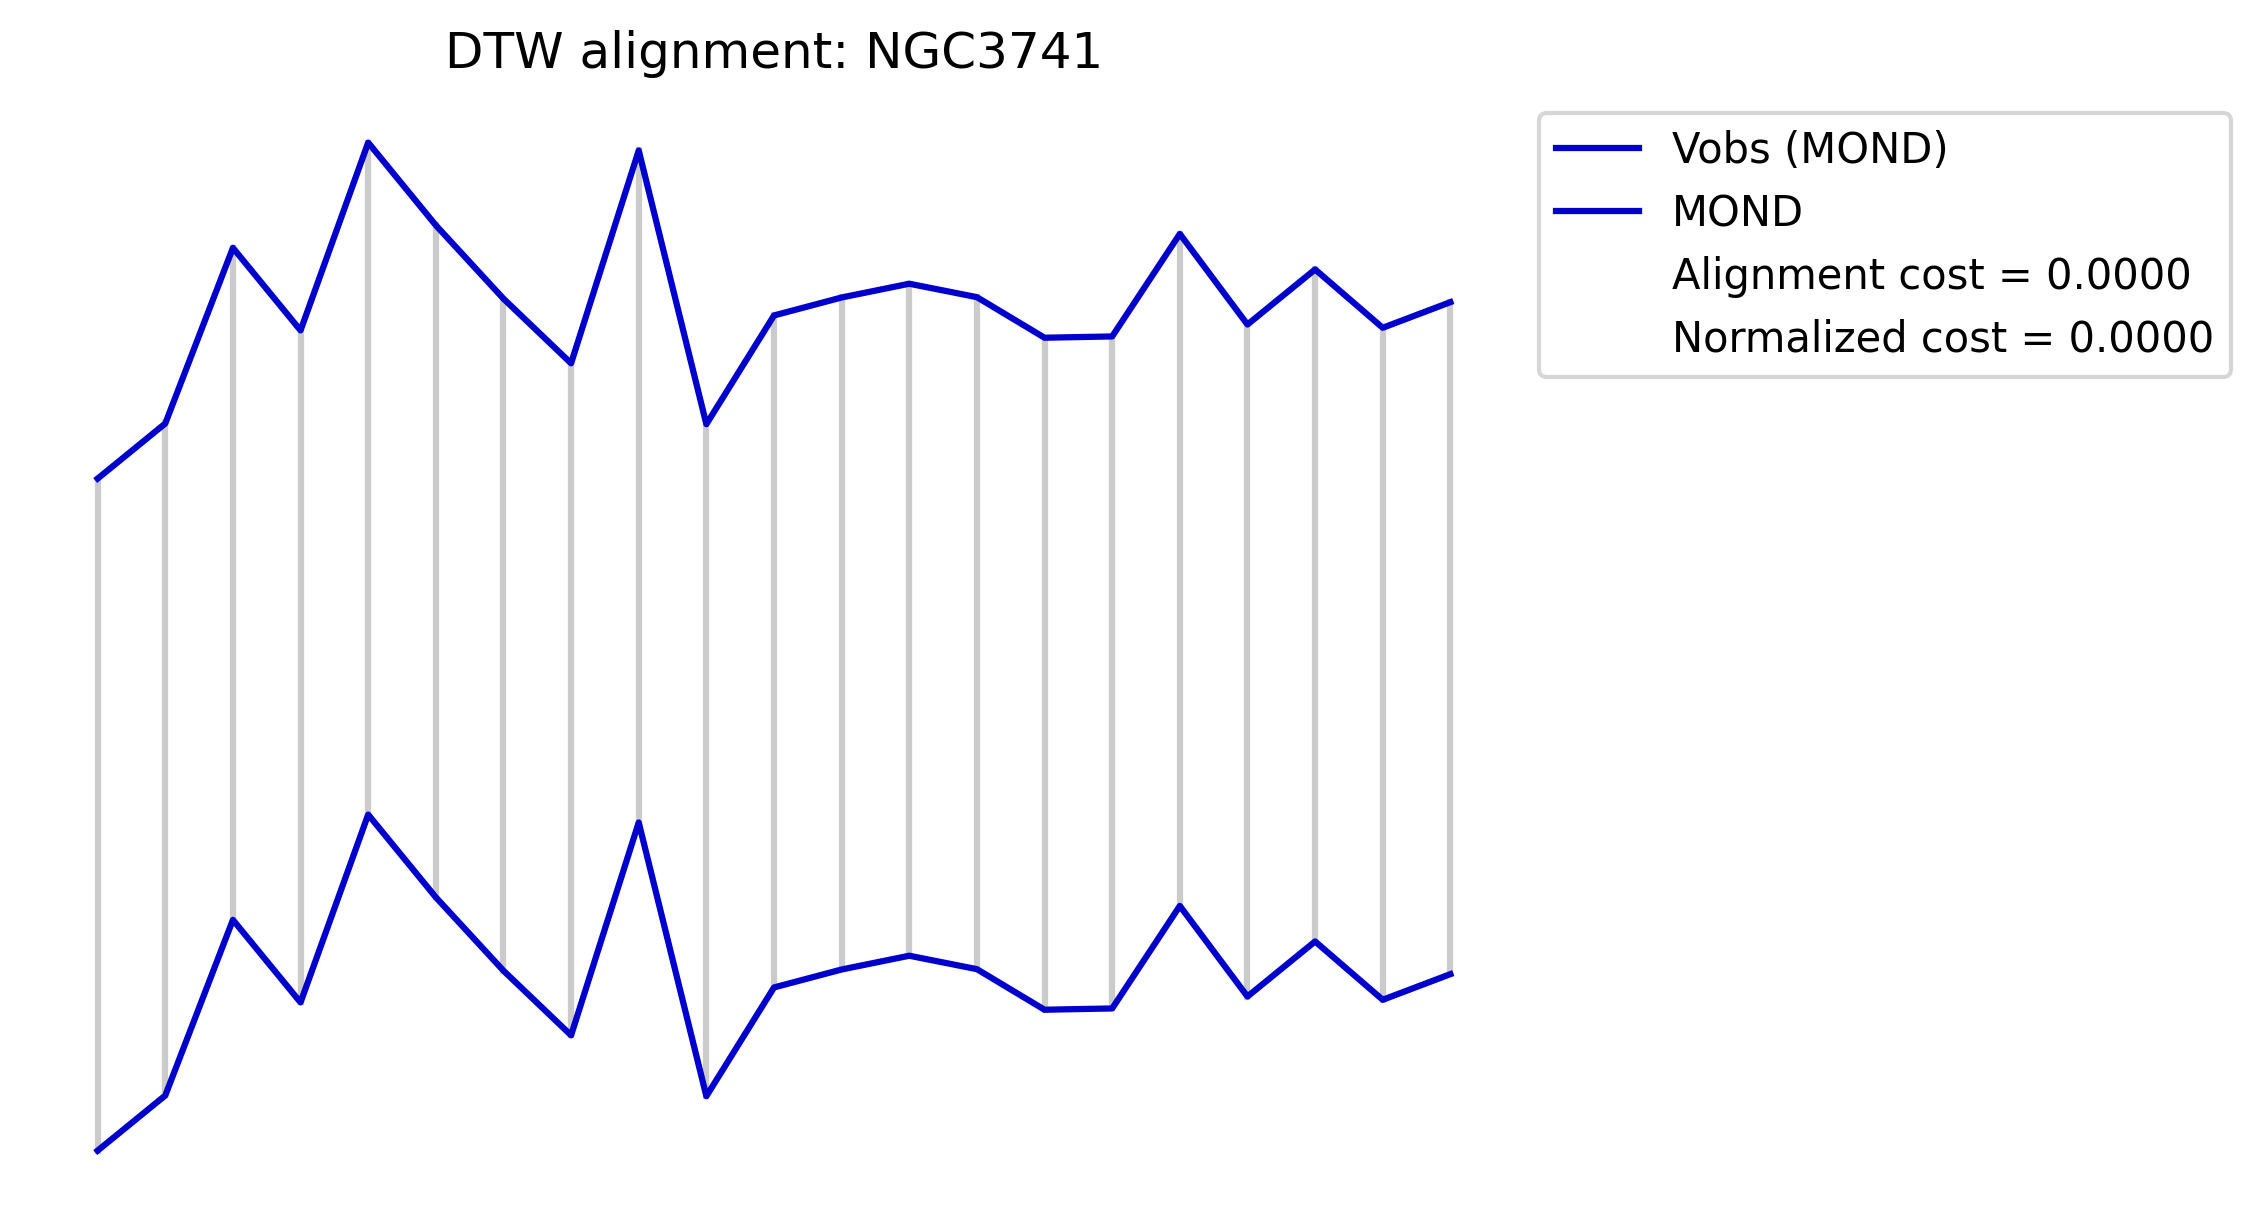 DTW alignment: NGC3741
Vobs (MOND)
MOND
Alignment cost = 0.0000
Normalized cost = 0.0000